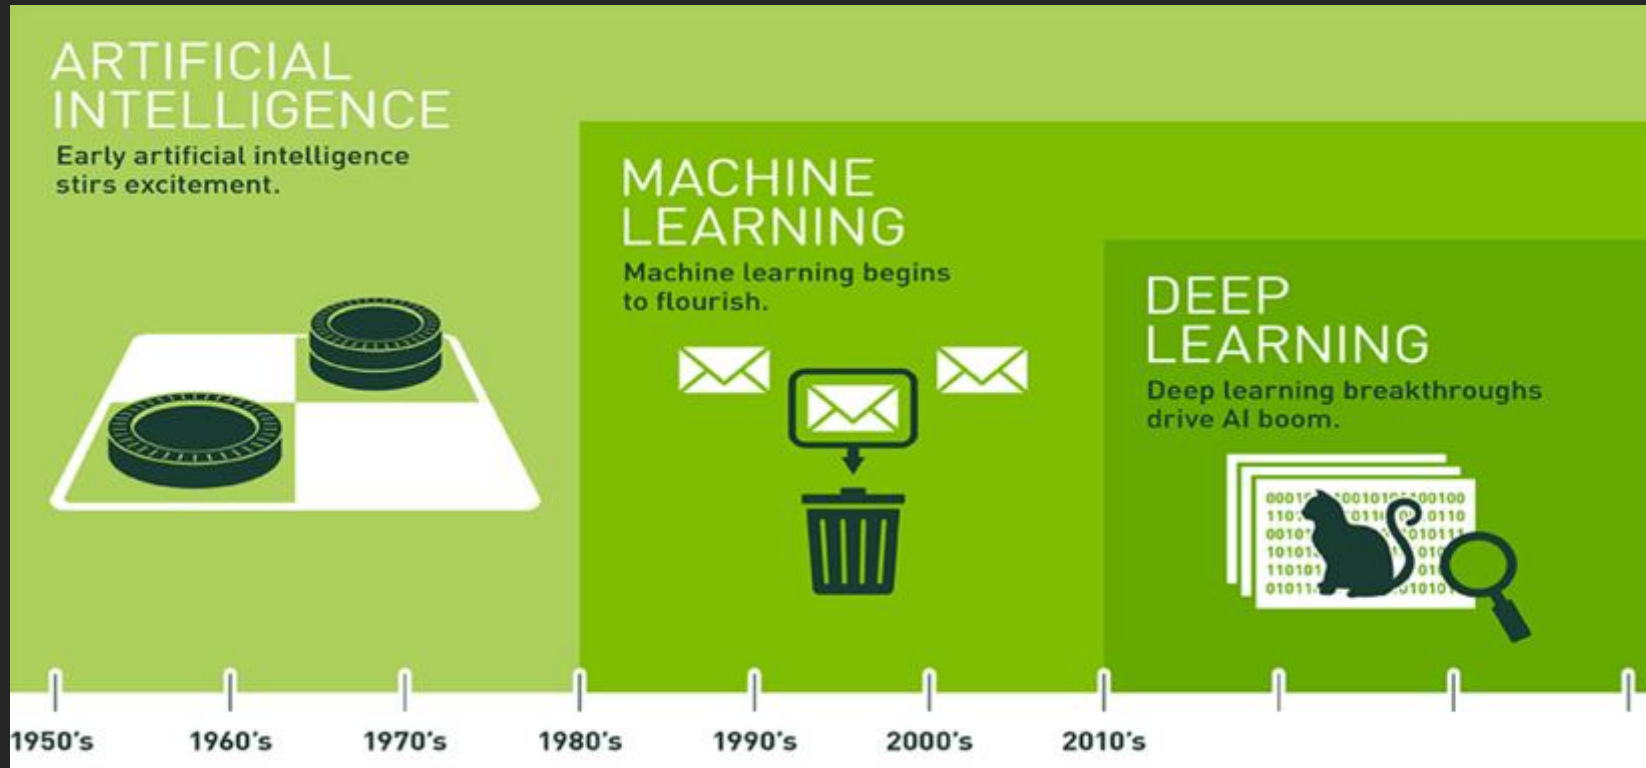 ARTIFICIAL
INTELLIGENCE
Early artificial intelligence
stirs excitement.
MACHINE
LEARNING
Machine learning begins
to flourish.
DEEP
LEARNING
Deep learning breakthroughs
drive AI boom.
1950's 1960's 1970's 1980's 1990's 2000's 2010's